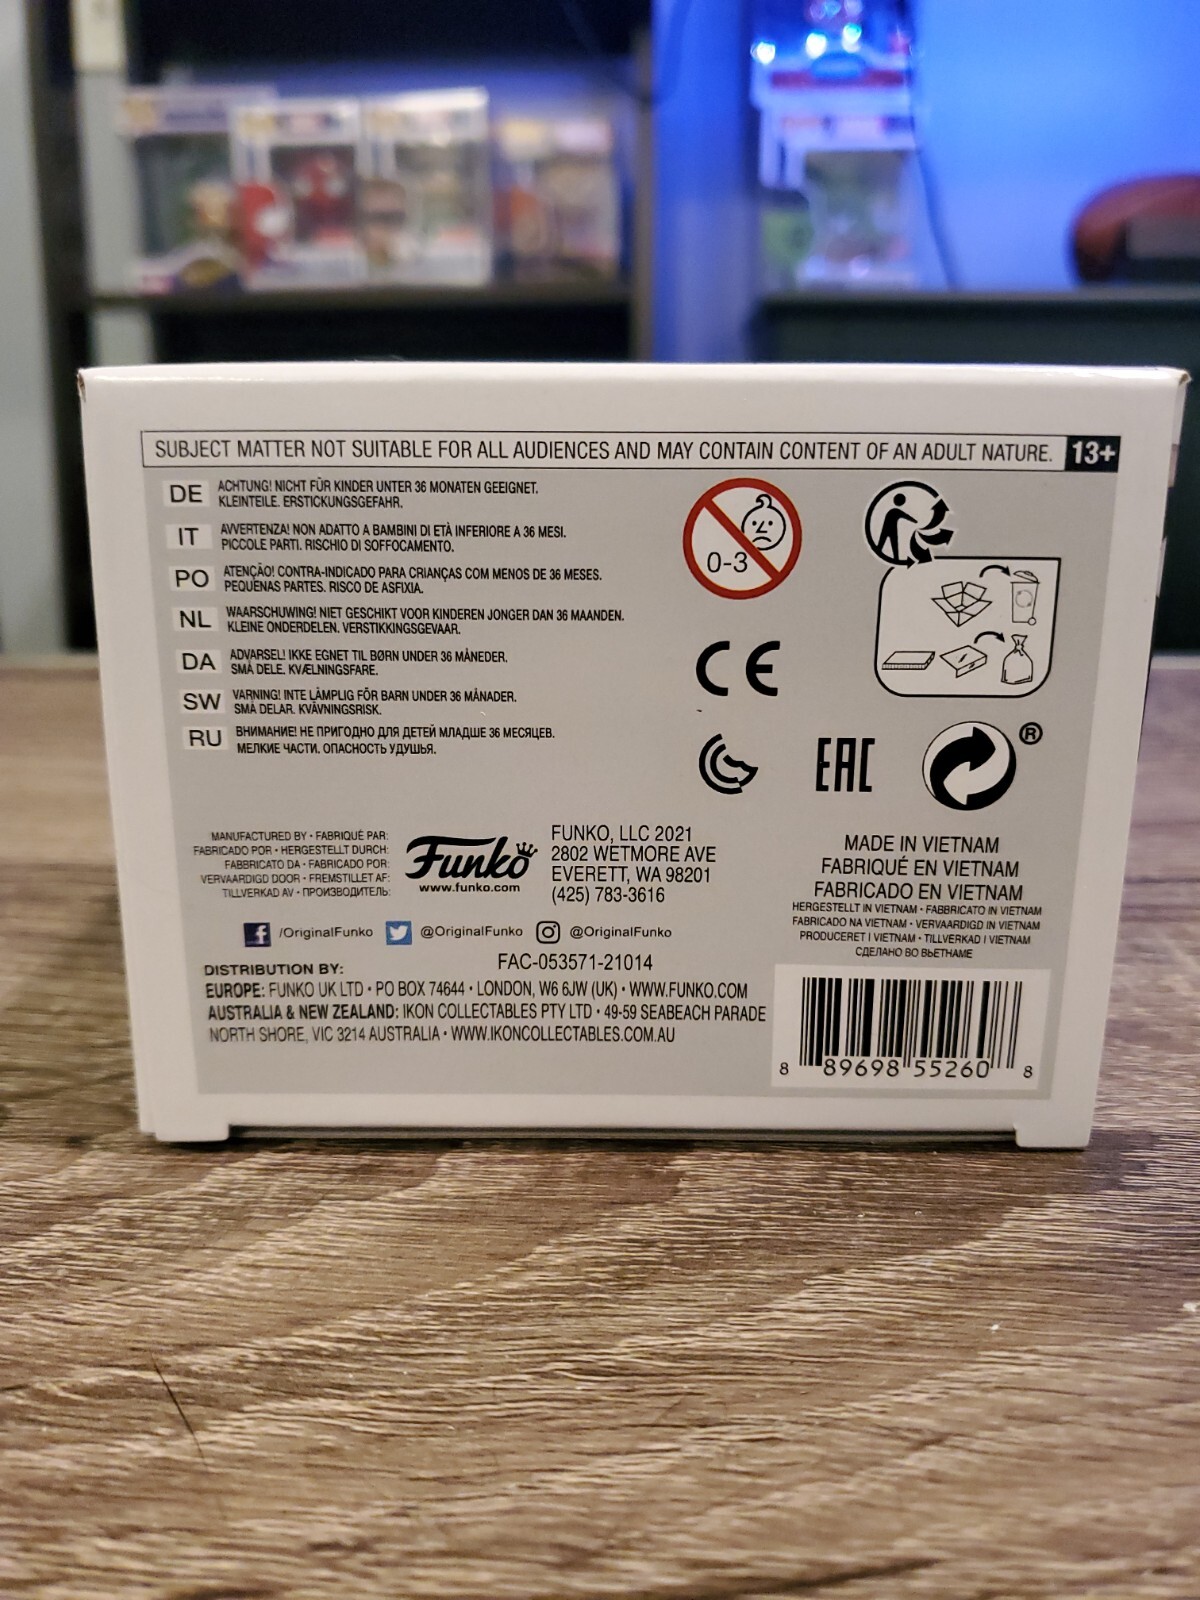 SUBJECT MATTER NOT SUITABLE FOR ALL AUDIENCES AND MAY CONTAIN CONTENT OF AN ADULT NATURE. 13+
DE ACHTUNG! NICHT FÜR KINDER UNTER 36 MONATEN GEEIGNET.
KLEINTEILE. ERSTICKUNGSGEFAHR.
IT AVVERTENZA! NON ADATTO A BAMBINI DI ETÀ INFERIORE A 36 MESI.
PICCOLE PARTI. RISCHIO DI SOFFOCAMENTO.
PO ATENÇÃO! CONTRA-INDICADO PARA CRIANÇAS COM MENOS DE 36 MESES.
PEQUENAS PARTES. RISCO DE ASFIXIA.
NL WAARSCHUWING! NIET GESCHIKT VOOR KINDEREN JONGER DAN 36 MAANDEN.
KLEINE ONDERDELEN. VERSTIKKINGSGEVAAR.
DA ADVARSEL! IKKE EGNET TIL BØRN UNDER 36 MÅNEDER.
SMÅ DELE. KVÆLNINGSFARE.
SW VARNING! INTE LÄMPLIG FÖR BARN UNDER 36 MÅNADER.
SMÅ DELAR. KVÄVNINGSRISK.
RU ВНИМАНИЕ! НЕ ПРИГОДНО ДЛЯ ДЕТЕЙ МЛАДШЕ 36 МЕСЯЦЕВ.
МЕЛКИЕ ЧАСТИ. ОПАСНОСТЬ УДУШЬЯ.
0-3
CE
EAC
®
MANUFACTURED BY • FABRIQUÉ PAR:
FABRICADO POR • HERGESTELLT DURCH:
FABBRICATO DA • FABRICADO POR:
VERVAARDIGD DOOR • FREMSTILLET AF:
TILLVERKAD AV • ПРОИЗВОДИТЕЛЬ:
Funko
www.funko.com
FUNKO, LLC 2021
2802 WETMORE AVE
EVERETT, WA 98201
(425) 783-3616
/OriginalFunko @OriginalFunko @OriginalFunko
FAC-053571-21014
DISTRIBUTION BY:
EUROPE: FUNKO UK LTD • PO BOX 74644 • LONDON, W6 6JW (UK) • WWW.FUNKO.COM
AUSTRALIA & NEW ZEALAND: IKON COLLECTABLES PTY LTD • 49-59 SEABEACH PARADE
NORTH SHORE, VIC 3214 AUSTRALIA • WWW.IKONCOLLECTABLES.COM.AU
MADE IN VIETNAM
FABRIQUÉ EN VIETNAM
FABRICADO EN VIETNAM
HERGESTELLT IN VIETNAM • FABBRICATO IN VIETNAM
FABRICADO NA VIETNAM • VERVAARDIGD IN VIETNAM
PRODUCERET I VIETNAM • TILLVERKAD I VIETNAM
СДЕЛАНО ВО ВЬЕТНАМЕ
8 89698 55260 8